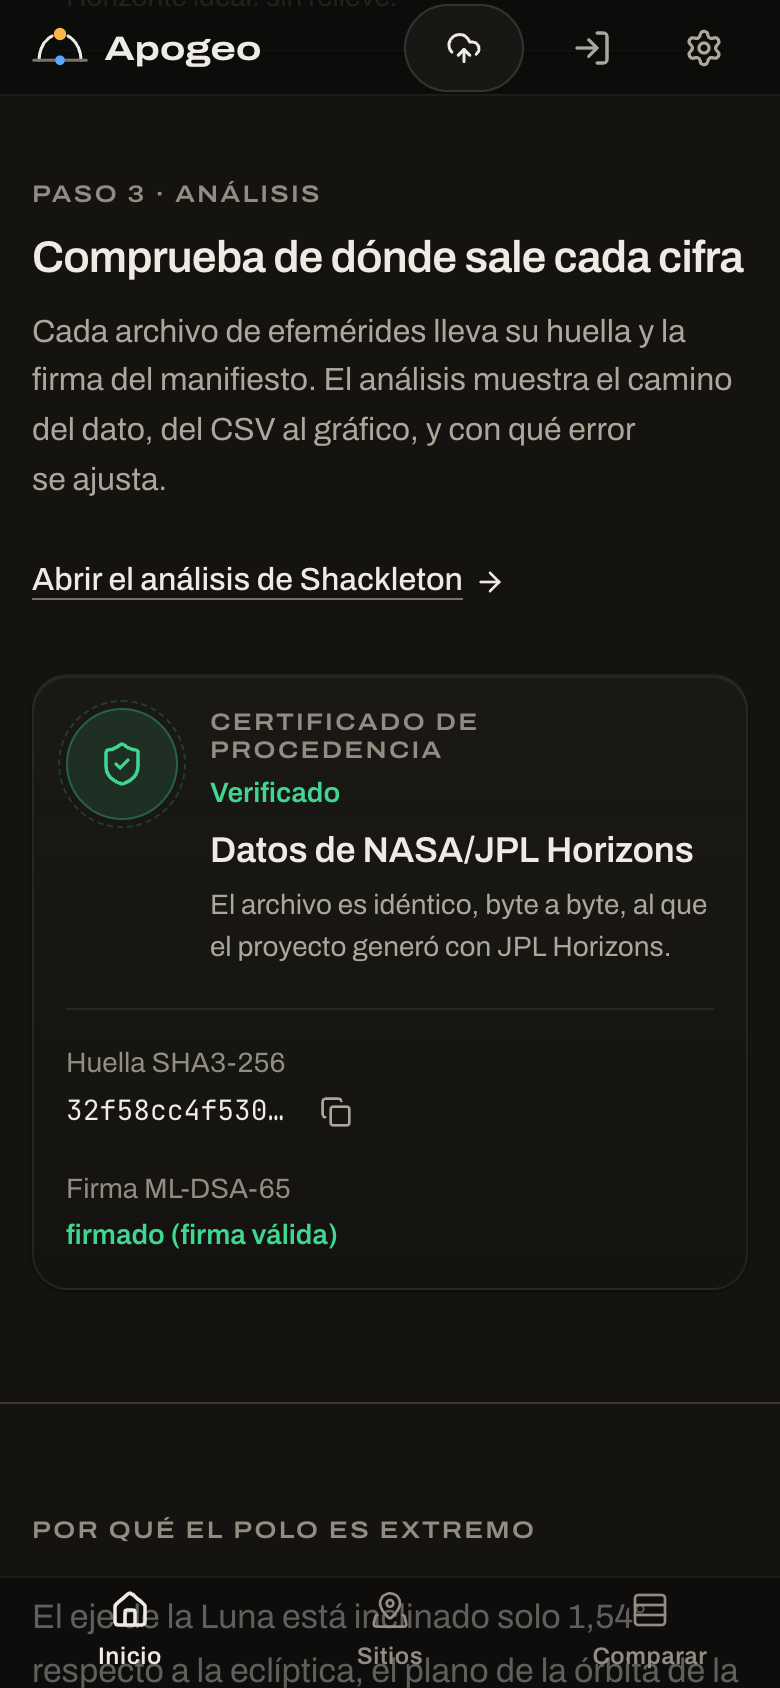 Horizonte ideal: sin relieve.
Apogeo
PASO 3 · ANÁLISIS
Comprueba de dónde sale cada cifra
Cada archivo de efemérides lleva su huella y la
firma del manifiesto. El análisis muestra el camino
del dato, del CSV al gráfico, y con qué error
se ajusta.
Abrir el análisis de Shackleton →
CERTIFICADO DE
PROCEDENCIA
Verificado
Datos de NASA/JPL Horizons
El archivo es idéntico, byte a byte, al que
el proyecto generó con JPL Horizons.
Huella SHA3-256
32f58cc4f530…
Firma ML-DSA-65
firmado (firma válida)
POR QUÉ EL POLO ES EXTREMO
El eje de la Luna está inclinado solo 1,54°
respecto a la eclíptica, el plano de la órbita de la
Inicio
Sitios
Comparar